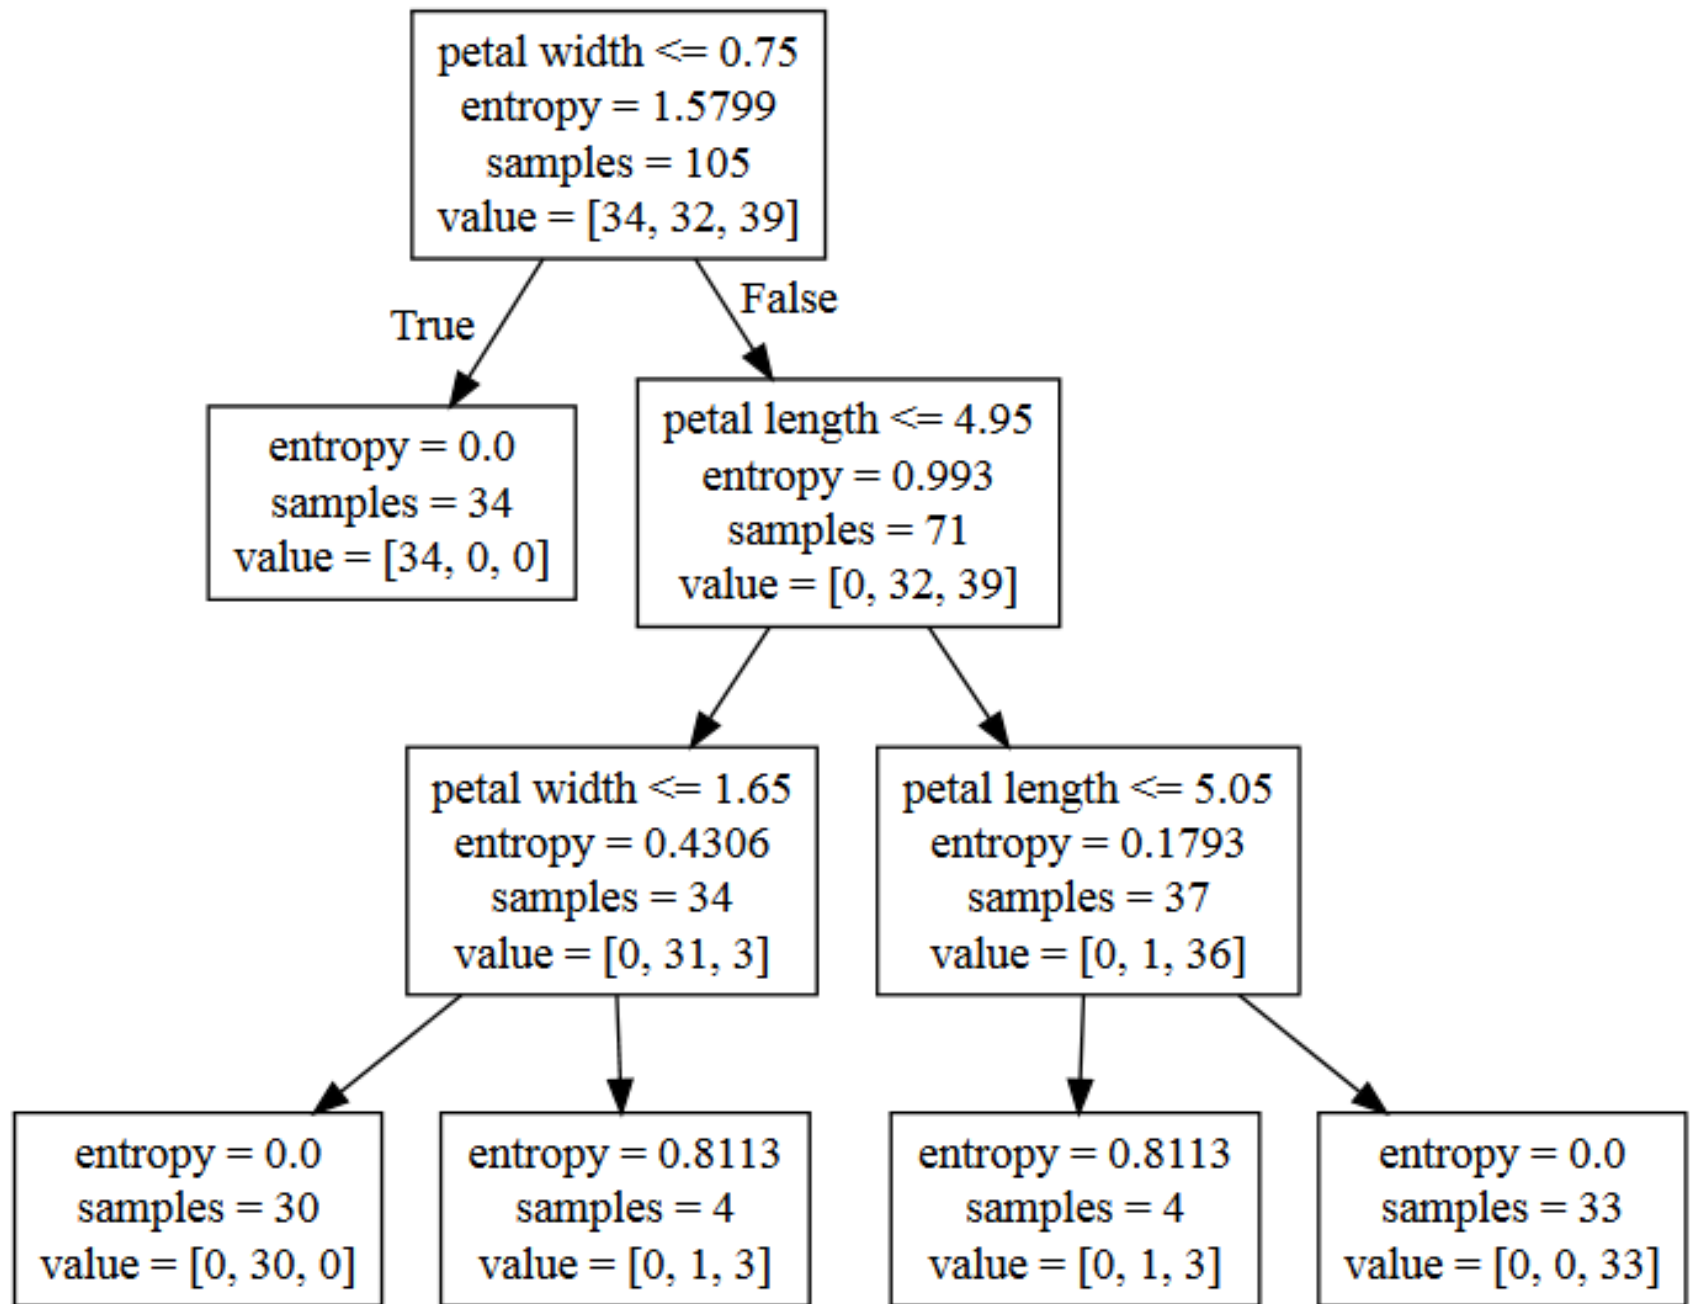 petal width <= 0.75
entropy = 1.5799
samples = 105
value = [34, 32, 39]
True
False
entropy = 0.0
samples = 34
value = [34, 0, 0]
petal length <= 4.95
entropy = 0.993
samples = 71
value = [0, 32, 39]
petal width <= 1.65
entropy = 0.4306
samples = 34
value = [0, 31, 3]
petal length <= 5.05
entropy = 0.1793
samples = 37
value = [0, 1, 36]
entropy = 0.0
samples = 30
value = [0, 30, 0]
entropy = 0.8113
samples = 4
value = [0, 1, 3]
entropy = 0.8113
samples = 4
value = [0, 1, 3]
entropy = 0.0
samples = 33
value = [0, 0, 33]